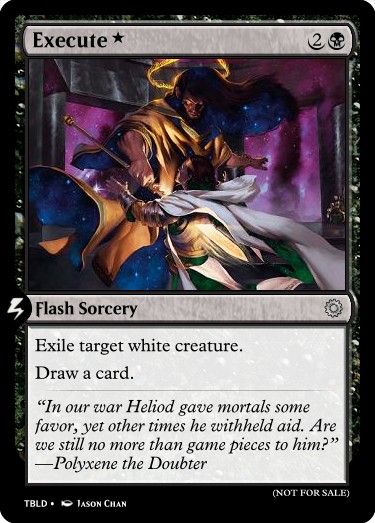 Execute ★ 2
Flash Sorcery
Exile target white creature.
Draw a card.
“In our war Heliod gave mortals some
favor, yet other times he withheld aid. Are
we still no more than game pieces to him?”
—Polyxene the Doubter
(NOT FOR SALE)
TBLD • Jason Chan